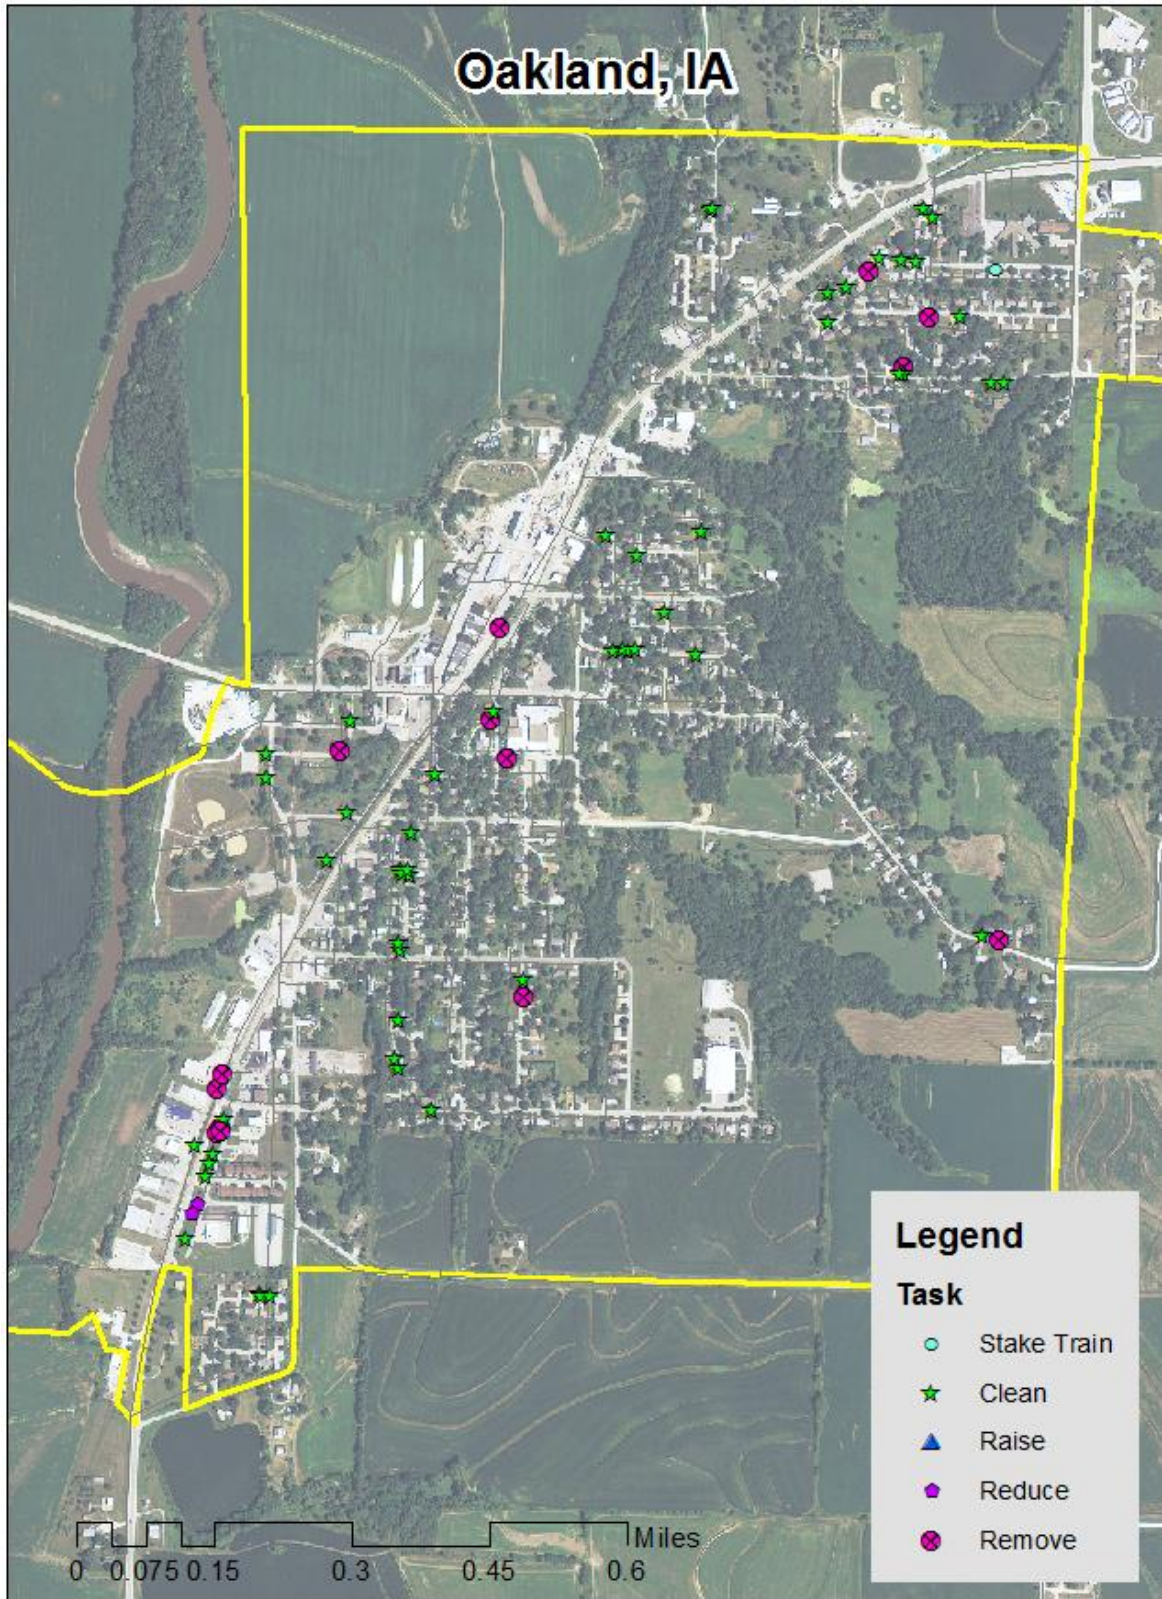 Oakland, IA
Legend
Task
Stake Train
Clean
Raise
Reduce
Remove
Miles
0 0.075 0.15 0.3 0.45 0.6